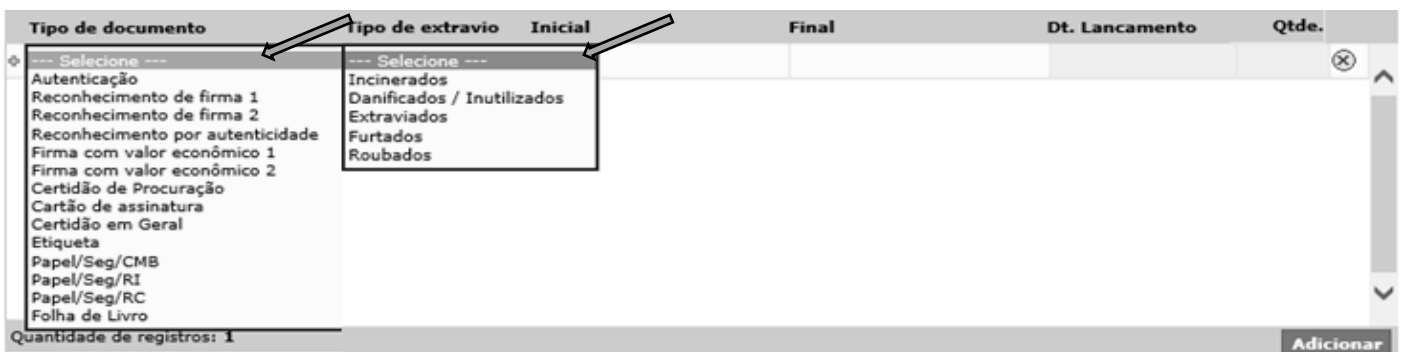 Tipo de documento Tipo de extravio Inicial Final Dt. Lancamento Qtde.
--- Selecione ---
Autenticação
Reconhecimento de firma 1
Reconhecimento de firma 2
Reconhecimento por autenticidade
Firma com valor econômico 1
Firma com valor econômico 2
Certidão de Procuração
Cartão de assinatura
Certidão em Geral
Etiqueta
Papel/Seg/CMB
Papel/Seg/RI
Papel/Seg/RC
Folha de Livro
--- Selecione ---
Incinerados
Danificados / Inutilizados
Extraviados
Furtados
Roubados
Quantidade de registros: 1
Adicionar